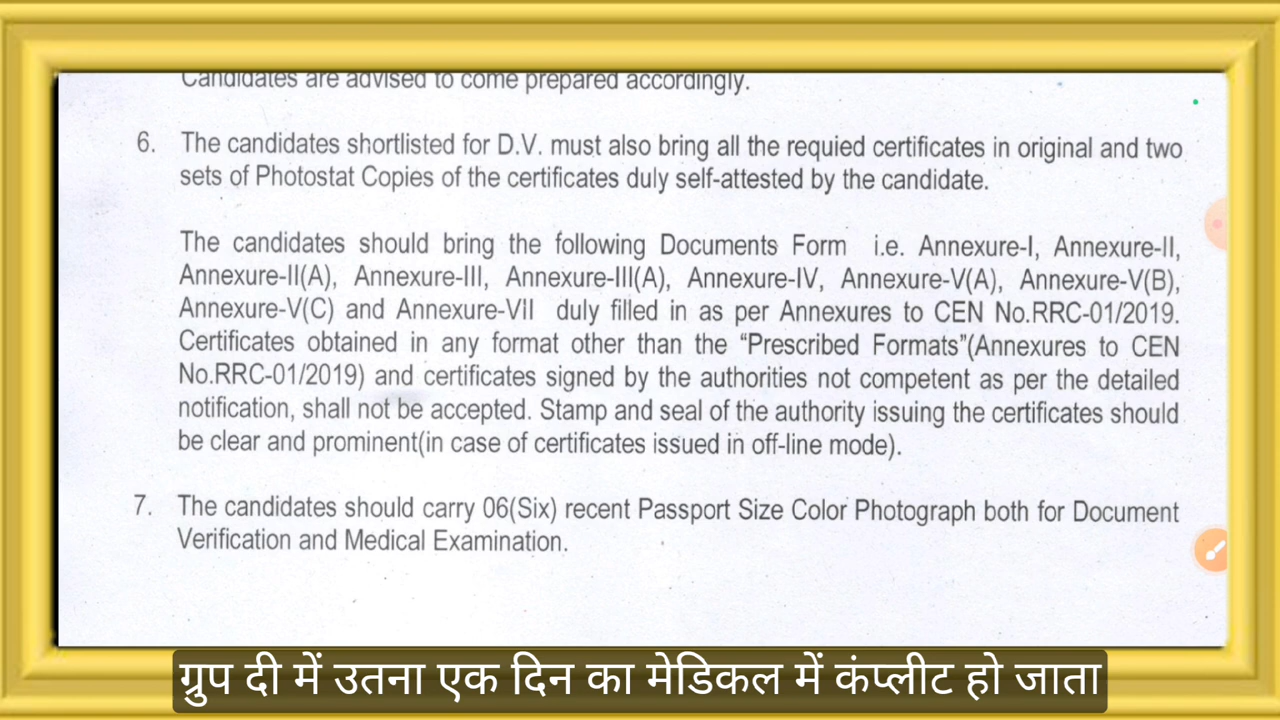 Candidates are advised to come prepared accordingly.
6. The candidates shortlisted for D.V. must also bring all the requied certificates in original and two
sets of Photostat Copies of the certificates duly self-attested by the candidate.
The candidates should bring the following Documents Form i.e. Annexure-I, Annexure-II,
Annexure-II(A), Annexure-III, Annexure-III(A), Annexure-IV, Annexure-V(A), Annexure-V(B),
Annexure-V(C) and Annexure-VII duly filled in as per Annexures to CEN No.RRC-01/2019.
Certificates obtained in any format other than the “Prescribed Formats”(Annexures to CEN
No.RRC-01/2019) and certificates signed by the authorities not competent as per the detailed
notification, shall not be accepted. Stamp and seal of the authority issuing the certificates should
be clear and prominent(in case of certificates issued in off-line mode).
7. The candidates should carry 06(Six) recent Passport Size Color Photograph both for Document
Verification and Medical Examination.
ग्रुप दी में उतना एक दिन का मेडिकल में कंप्लीट हो जाता